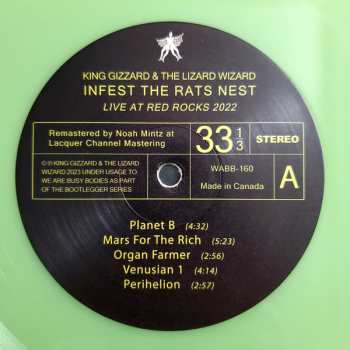 KING GIZZARD & THE LIZARD WIZARD
INFEST THE RATS NEST
LIVE AT RED ROCKS 2022
Remastered by Noah Mintz at
Lacquer Channel Mastering
33 1/3
STEREO
© ℗ KING GIZZARD & THE LIZARD
WIZARD 2023 UNDER USAGE TO
WE ARE BUSY BODIES AS PART
OF THE BOOTLEGGER SERIES
WABB-160
Made in Canada
A
Planet B (4:32)
Mars For The Rich (5:23)
Organ Farmer (2:56)
Venusian 1 (4:14)
Perihelion (2:57)